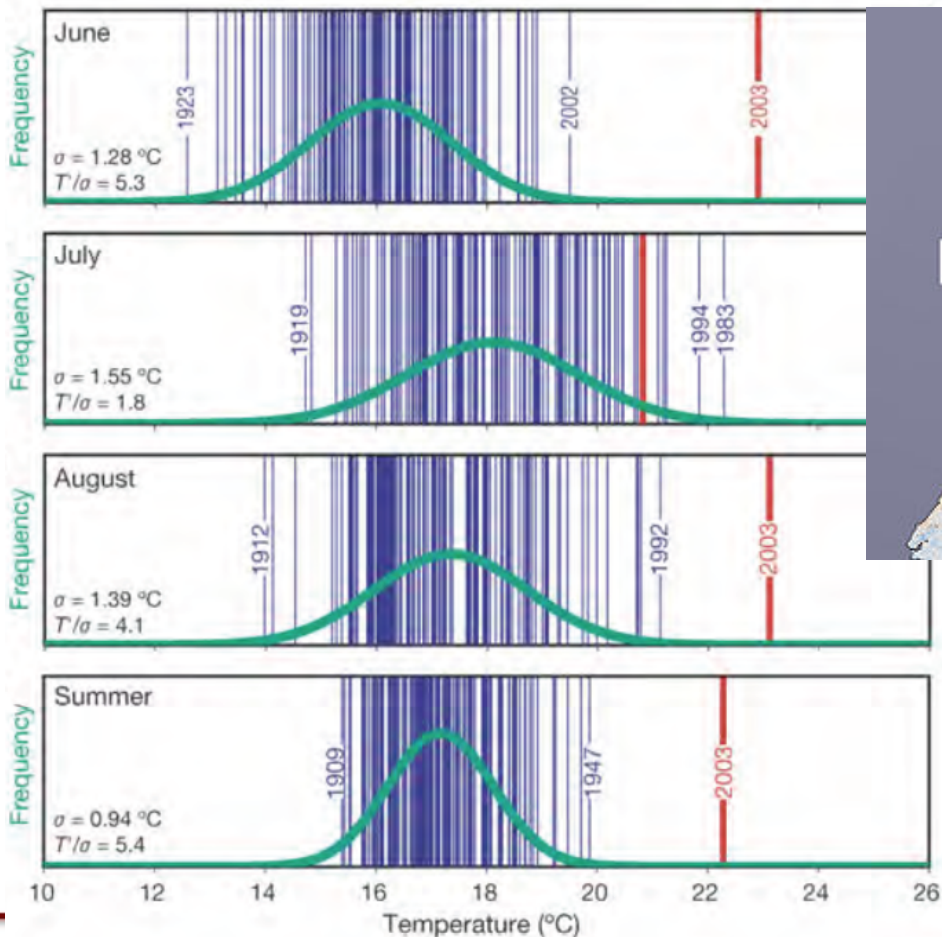 June
Frequency
1923
2002
2003
σ = 1.28 °C
T'/σ = 5.3
July
Frequency
1919
1994
1983
σ = 1.55 °C
T'/σ = 1.8
August
Frequency
1912
1992
2003
σ = 1.39 °C
T'/σ = 4.1
Summer
Frequency
1909
1947
2003
σ = 0.94 °C
T'/σ = 5.4
10 12 14 16 18 20 22 24 26
Temperature (°C)